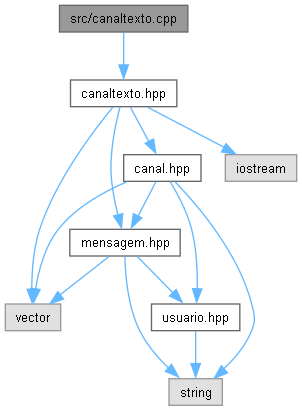 src/canaltexto.cpp
canaltexto.hpp
canal.hpp
iostream
mensagem.hpp
vector
usuario.hpp
string